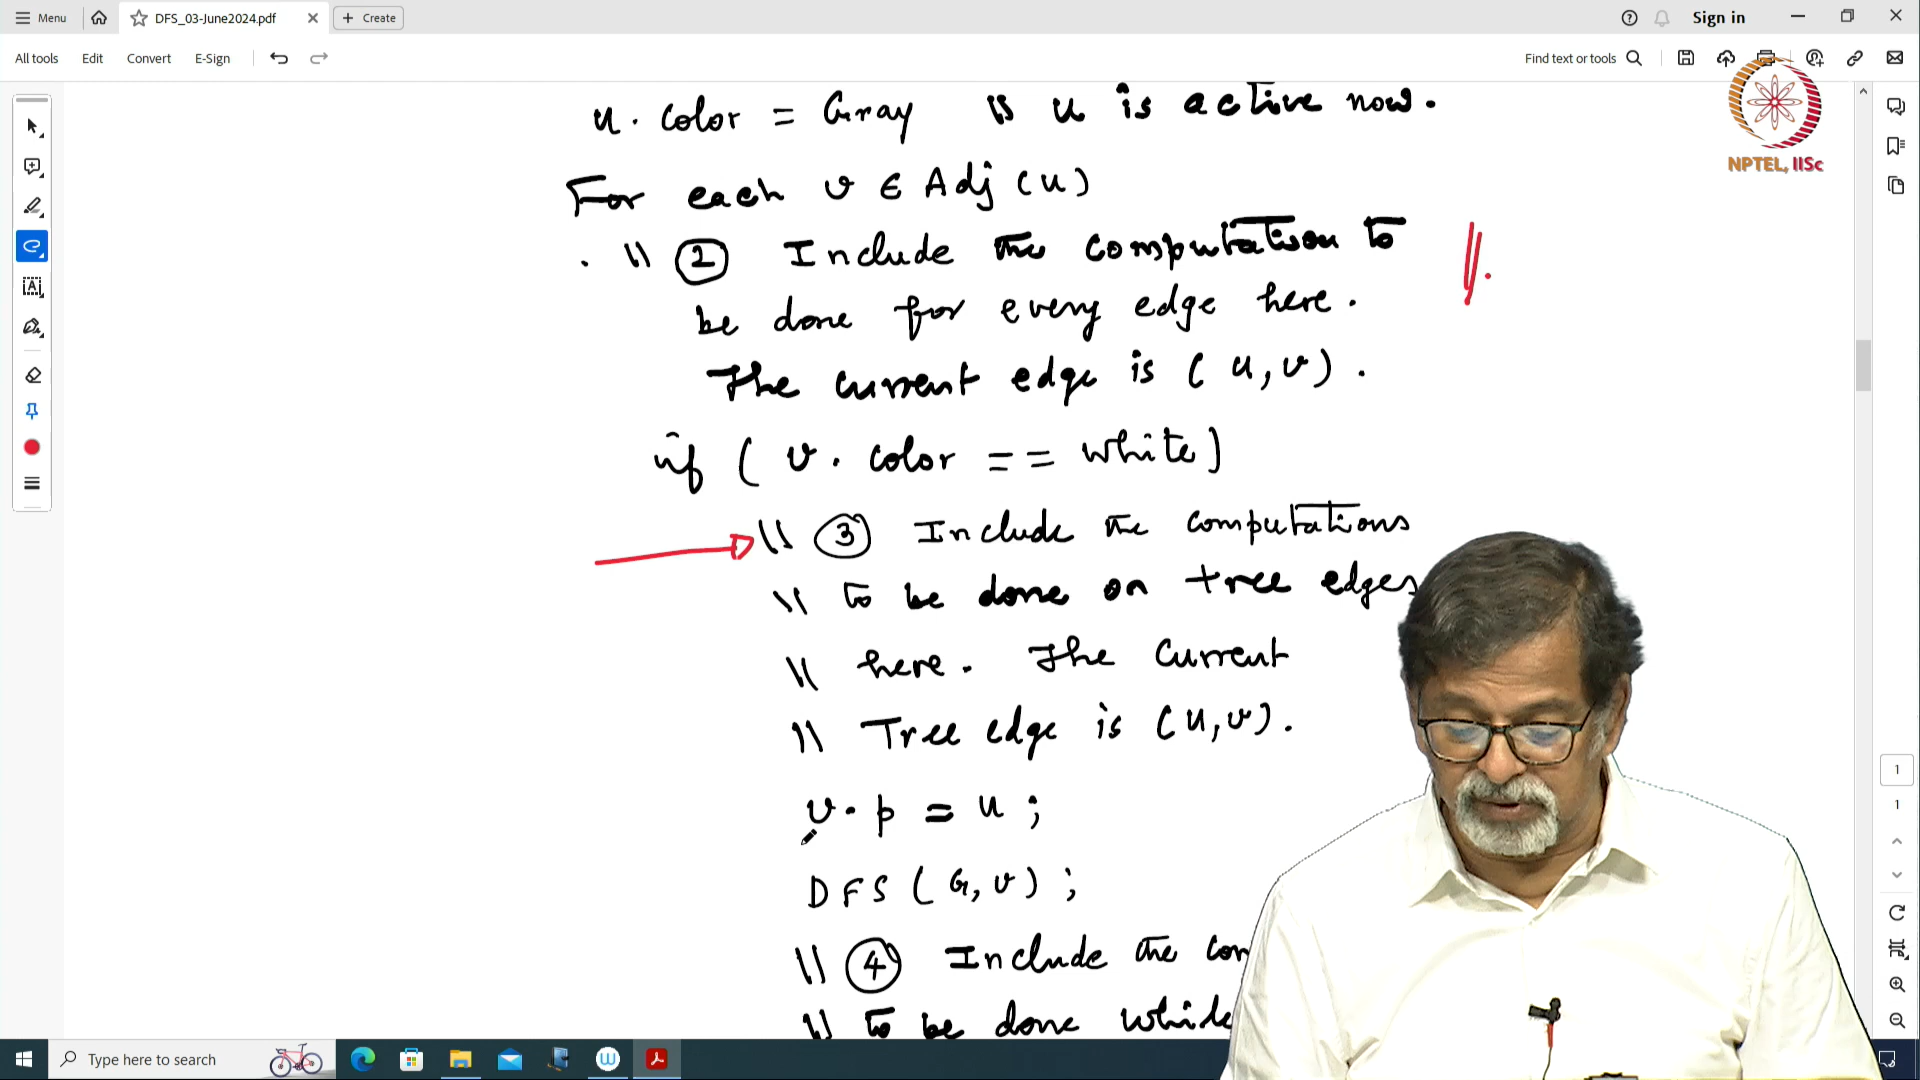 Menu
DFS_03-June2024.pdf
Create
Sign in
All tools
Edit
Convert
E-Sign
Find text or tools
NPTEL, IISc
u. color = Gray \\ u is active now.
For each v ∈ Adj (u)
. \\ ② Include the computation to
be done for every edge here.
The current edge is (u,v).
if (v. color == white)
\\ ③ Include the computations
\\ to be done on tree edges
\\ here. The current
\\ Tree edge is (u,v).
v.p = u;
DFS (G,v);
\\ ④ Include the
\\ to be done while
1
1
Type here to search